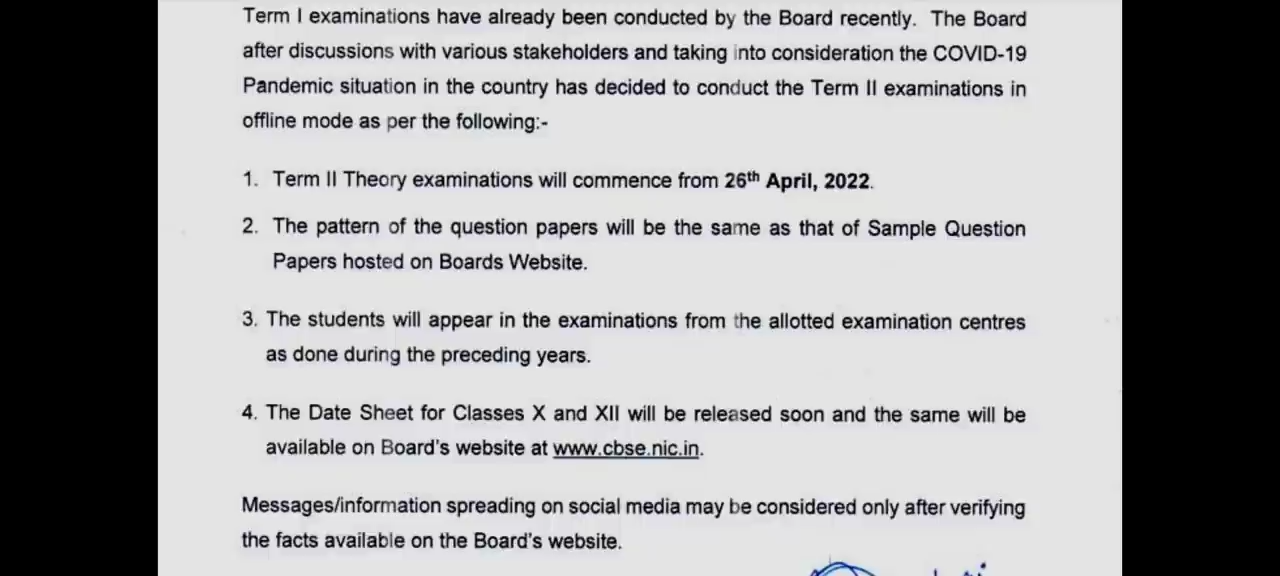 Term I examinations have already been conducted by the Board recently. The Board
after discussions with various stakeholders and taking into consideration the COVID-19
Pandemic situation in the country has decided to conduct the Term II examinations in
offline mode as per the following:-
1. Term II Theory examinations will commence from 26th April, 2022.
2. The pattern of the question papers will be the same as that of Sample Question
Papers hosted on Boards Website.
3. The students will appear in the examinations from the allotted examination centres
as done during the preceding years.
4. The Date Sheet for Classes X and XII will be released soon and the same will be
available on Board's website at www.cbse.nic.in.
Messages/information spreading on social media may be considered only after verifying
the facts available on the Board's website.